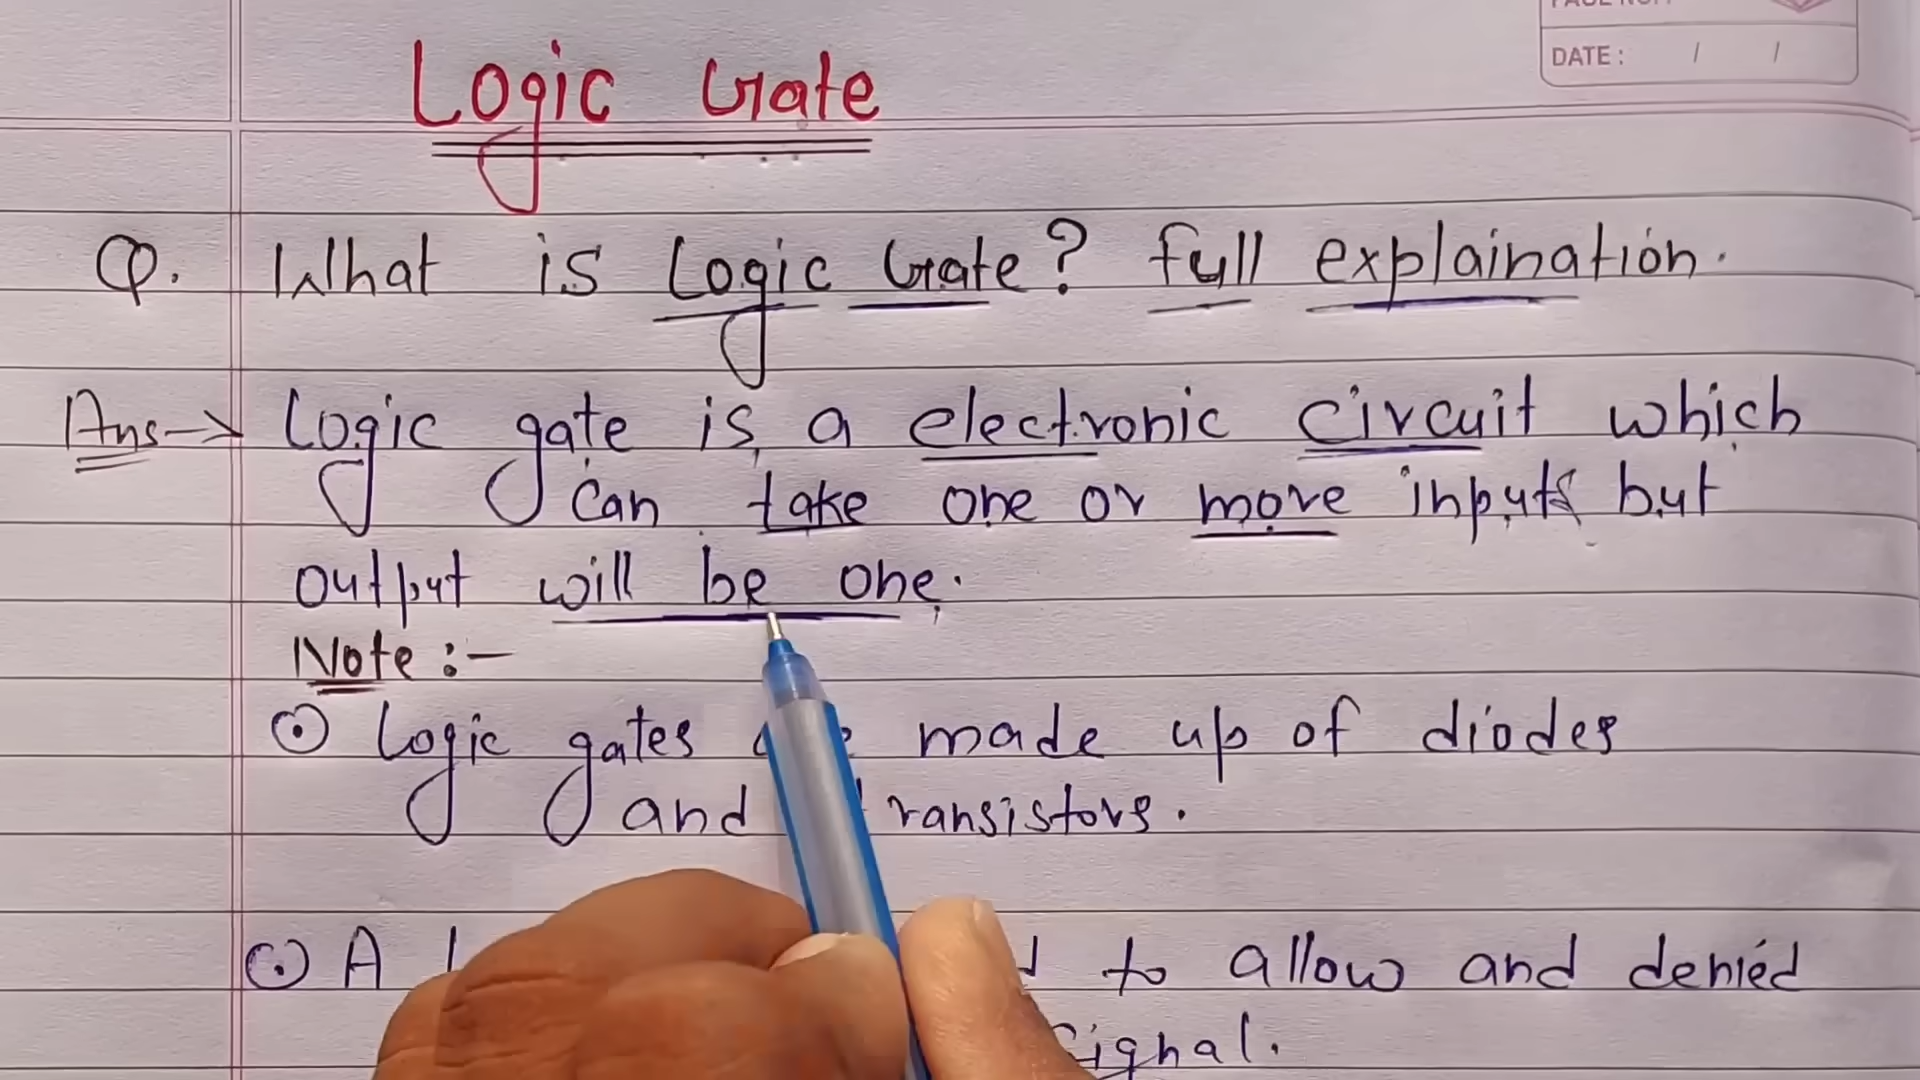 DATE : / /
Logic Gate
Q. What is Logic Gate? full explaination.
Ans→ Logic gate is a electronic circuit which
can take one or more inputs but
output will be one.
Note :-
⊙ Logic gates made up of diodes
and transistors.
⊙ A to allow and denied
signal.